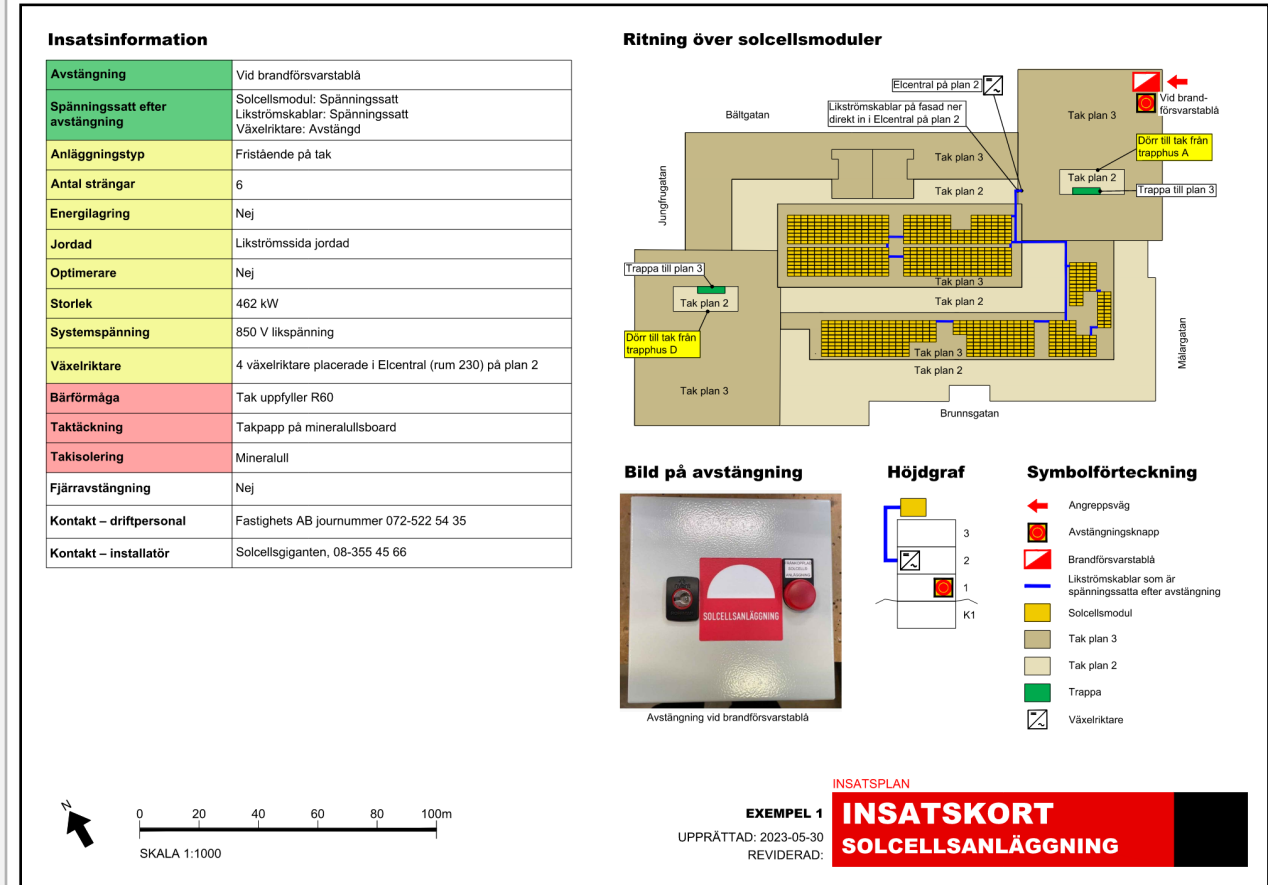 Insatsinformation
Avstängning
Vid brandförsvarstablå
Spänningssatt efter
avstängning
Solcellsmodul: Spänningssatt
Likströmskablar: Spänningssatt
Växelriktare: Avstängd
Anläggningstyp
Fristående på tak
Antal strängar
6
Energilagring
Nej
Jordad
Likströmssida jordad
Optimerare
Nej
Storlek
462 kW
Systemspänning
850 V likspänning
Växelriktare
4 växelriktare placerade i Elcentral (rum 230) på plan 2
Bärförmåga
Tak uppfyller R60
Taktäckning
Takpapp på mineralullsboard
Takisolering
Mineralull
Fjärravstängning
Nej
Kontakt – driftpersonal
Fastighets AB journummer 072-522 54 35
Kontakt – installatör
Solcellsgiganten, 08-355 45 66
Ritning över solcellsmoduler
Elcentral på plan 2
Likströmskablar på fasad ner
direkt in i Elcentral på plan 2
Bältgatan
Jungfrugatan
Tak plan 3
Vid brand-
försvarstablå
Dörr till tak från
trapphus A
Tak plan 2
Trappa till plan 3
Tak plan 3
Tak plan 2
Trappa till plan 3
Tak plan 2
Dörr till tak från
trapphus D
Tak plan 3
Tak plan 3
Tak plan 2
Tak plan 3
Tak plan 2
Brunnsgatan
Mälargatan
Bild på avstängning
SOLCELLSANLÄGGNING
FRÅNKOPPLAD
SOLCELLS
ANLÄGGNING
Avstängning vid brandförsvarstablå
Höjdgraf
3
2
1
K1
Symbolförteckning
Angreppsväg
Avstängningsknapp
Brandförsvarstablå
Likströmskablar som är
spänningssatta efter avstängning
Solcellsmodul
Tak plan 3
Tak plan 2
Trappa
Växelriktare
N
0 20 40 60 80 100m
SKALA 1:1000
EXEMPEL 1
UPPRÄTTAD: 2023-05-30
REVIDERAD:
INSATSPLAN
INSATSKORT
SOLCELLSANLÄGGNING